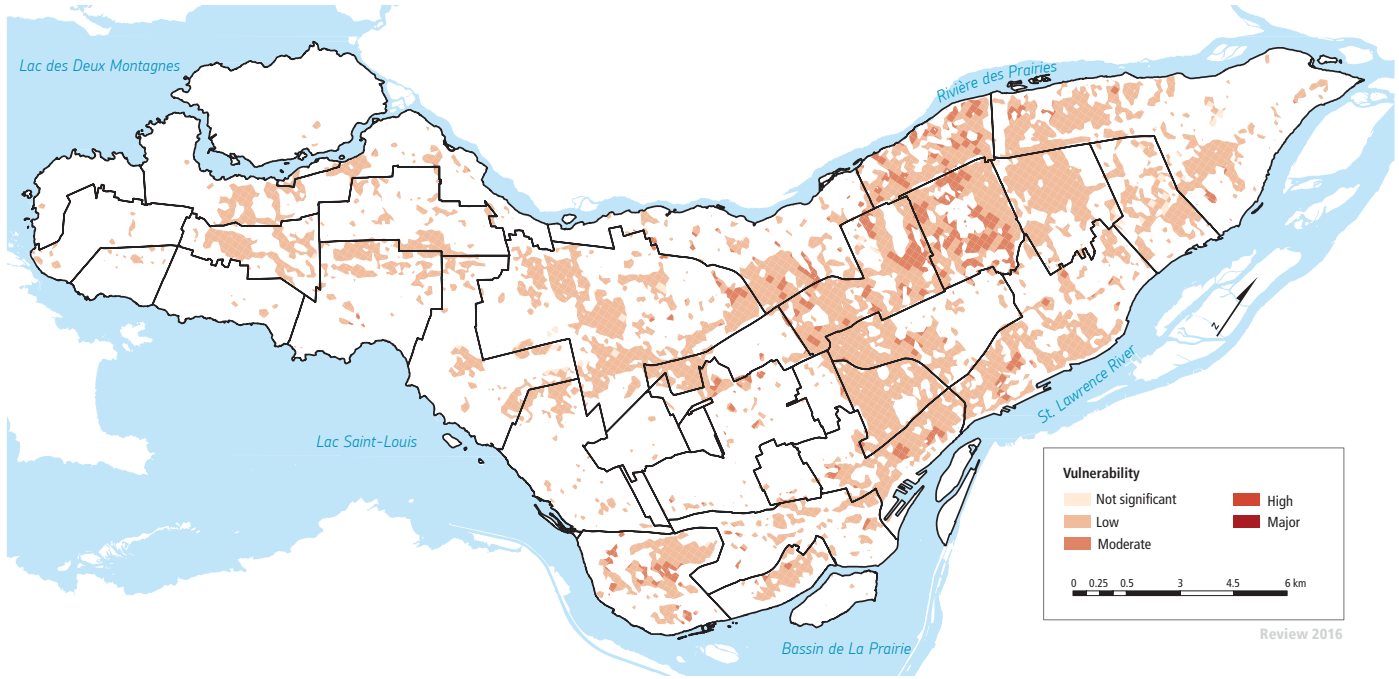 Lac des Deux Montagnes
Rivière des Prairies
St. Lawrence River
Lac Saint-Louis
Bassin de La Prairie
N
Vulnerability
Not significant
Low
Moderate
High
Major
0 0.25 0.5 3 4.5 6 km
Review 2016